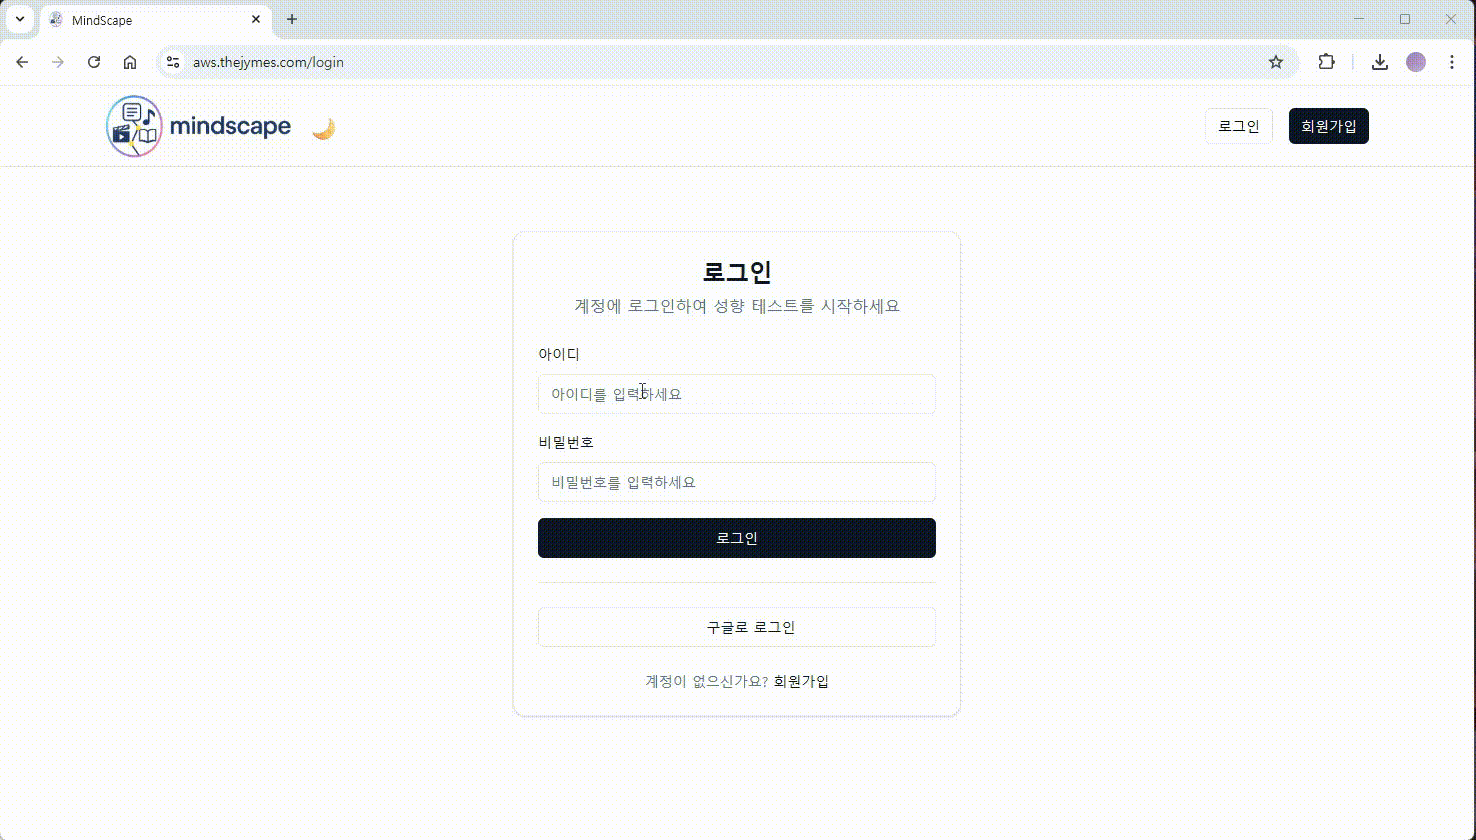 MindScape
aws.thejymes.com/login
mindscape
로그인
회원가입
로그인
계정에 로그인하여 성향 테스트를 시작하세요
아이디
아이디를 입력하세요
비밀번호
비밀번호를 입력하세요
로그인
구글로 로그인
계정이 없으신가요? 회원가입